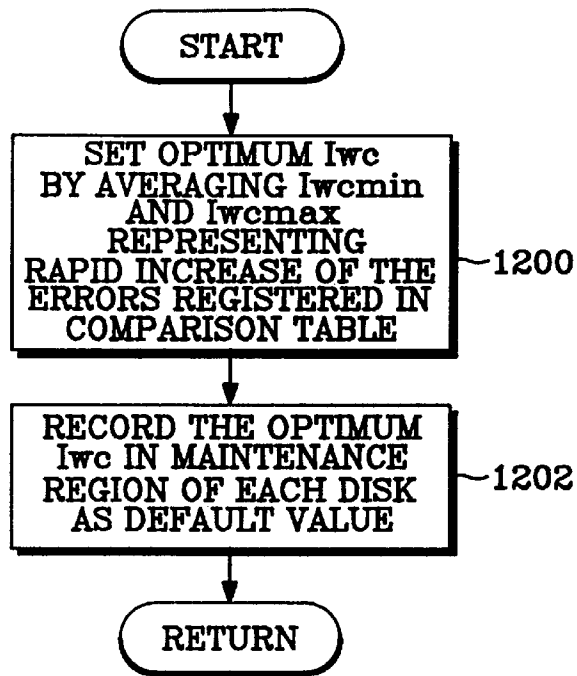 START
SET OPTIMUM Iwc
BY AVERAGING Iwcmin
AND Iwcmax
REPRESENTING
RAPID INCREASE OF THE
ERRORS REGISTERED IN
COMPARISON TABLE
1200
RECORD THE OPTIMUM
Iwc IN MAINTENANCE
REGION OF EACH DISK
AS DEFAULT VALUE
1202
RETURN